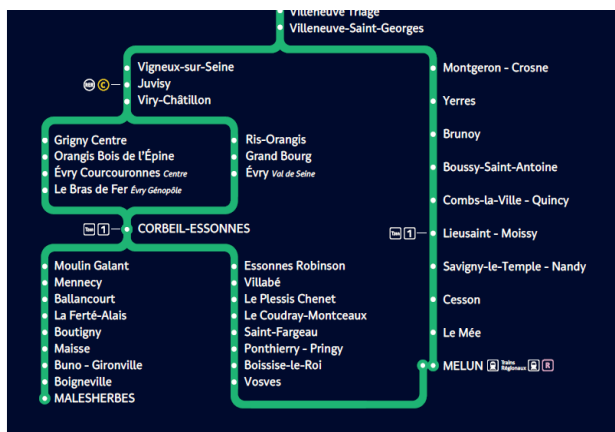 Villeneuve Triage
Villeneuve-Saint-Georges
Vigneux-sur-Seine
RER C Juvisy
Viry-Châtillon
Grigny Centre
Orangis Bois de l'Épine
Évry Courcouronnes Centre
Le Bras de Fer Évry Génopôle
Ris-Orangis
Grand Bourg
Évry Val de Seine
T 1 CORBEIL-ESSONNES
Moulin Galant
Mennecy
Ballancourt
La Ferté-Alais
Boutigny
Maisse
Buno - Gironville
Boigneville
MALESHERBES
Essonnes Robinson
Villabé
Le Plessis Chenet
Le Coudray-Montceaux
Saint-Fargeau
Ponthierry - Pringy
Boissise-le-Roi
Vosves
Montgeron - Crosne
Yerres
Brunoy
Boussy-Saint-Antoine
Combs-la-Ville - Quincy
T 1 Lieusaint - Moissy
Savigny-le-Temple - Nandy
Cesson
Le Mée
MELUN Trains Régionaux R